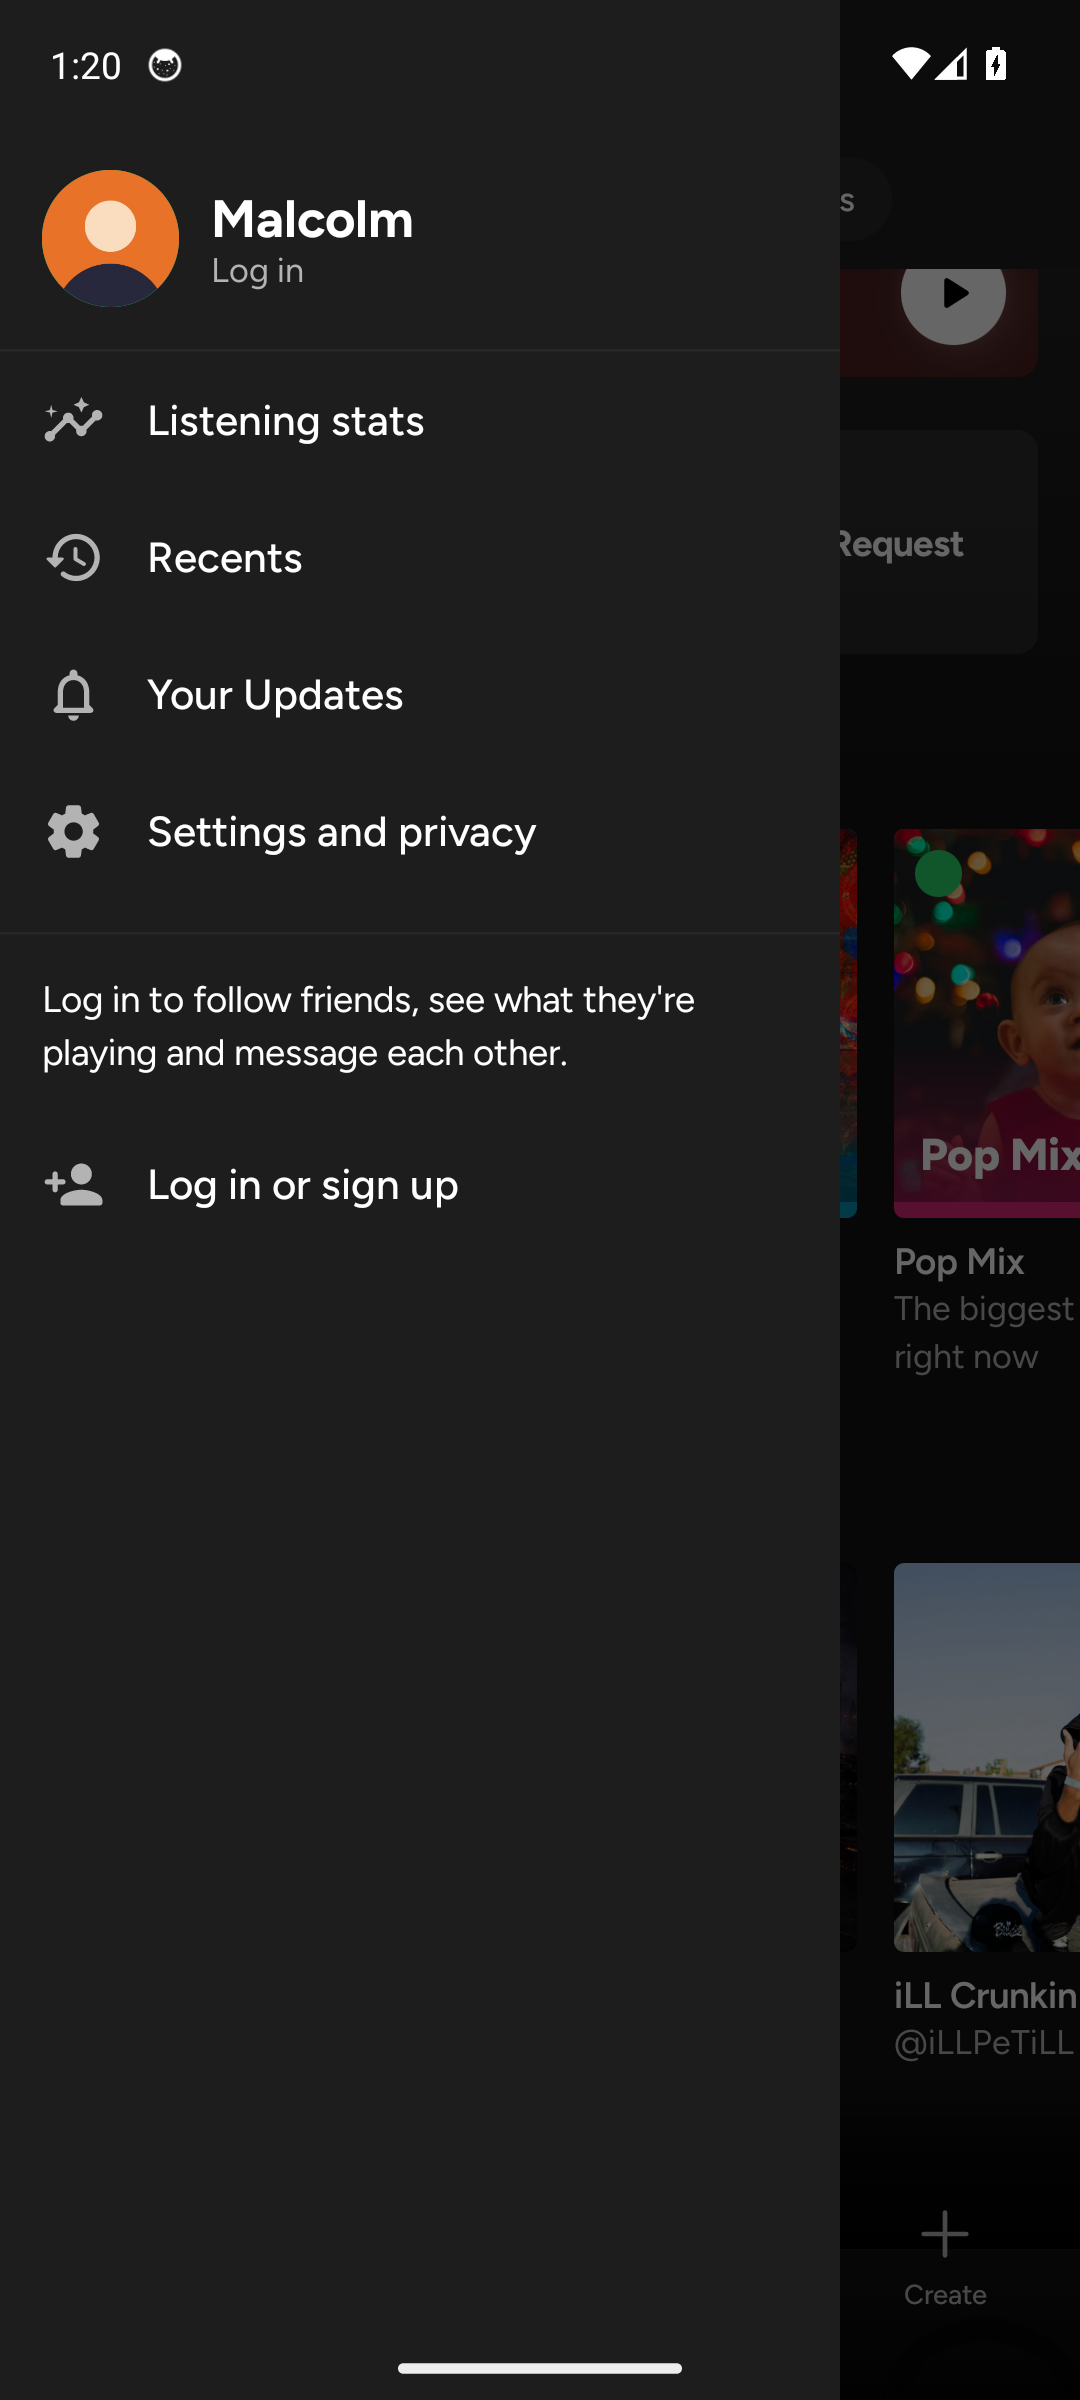 1:20
Malcolm
Log in
s
Listening stats
Request
Recents
Your Updates
Settings and privacy
Log in to follow friends, see what they're
playing and message each other.
Pop Mix
Log in or sign up
Pop Mix
The biggest
right now
iLL Crunkin
@iLLPeTiLL
Create